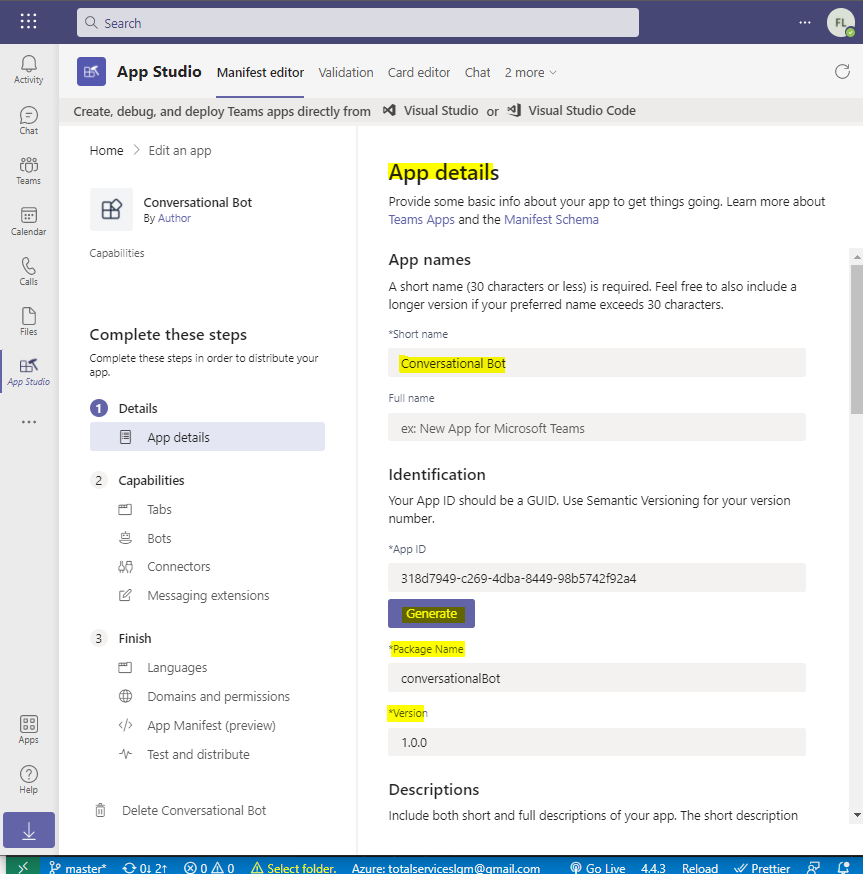 Search
FL
Activity
Chat
Teams
Calendar
Calls
Files
App Studio
Apps
Help
App Studio
Manifest editor
Validation
Card editor
Chat
2 more
Create, debug, and deploy Teams apps directly from Visual Studio or Visual Studio Code
Home > Edit an app
Conversational Bot
By Author
Capabilities
Complete these steps
Complete these steps in order to distribute your
app.
1 Details
App details
2 Capabilities
Tabs
Bots
Connectors
Messaging extensions
3 Finish
Languages
Domains and permissions
</> App Manifest (preview)
Test and distribute
Delete Conversational Bot
App details
Provide some basic info about your app to get things going. Learn more about
Teams Apps and the Manifest Schema
App names
A short name (30 characters or less) is required. Feel free to also include a
longer version if your preferred name exceeds 30 characters.
*Short name
Conversational Bot
Full name
ex: New App for Microsoft Teams
Identification
Your App ID should be a GUID. Use Semantic Versioning for your version
number.
*App ID
318d7949-c269-4dba-8449-98b5742f92a4
Generate
*Package Name
conversationalBot
*Version
1.0.0
Descriptions
Include both short and full descriptions of your app. The short description
master* 0↓ 2↑ 0 0 Select folder. Azure: totalserviceslgm@gmail.com Go Live 4.4.3 Reload Prettier